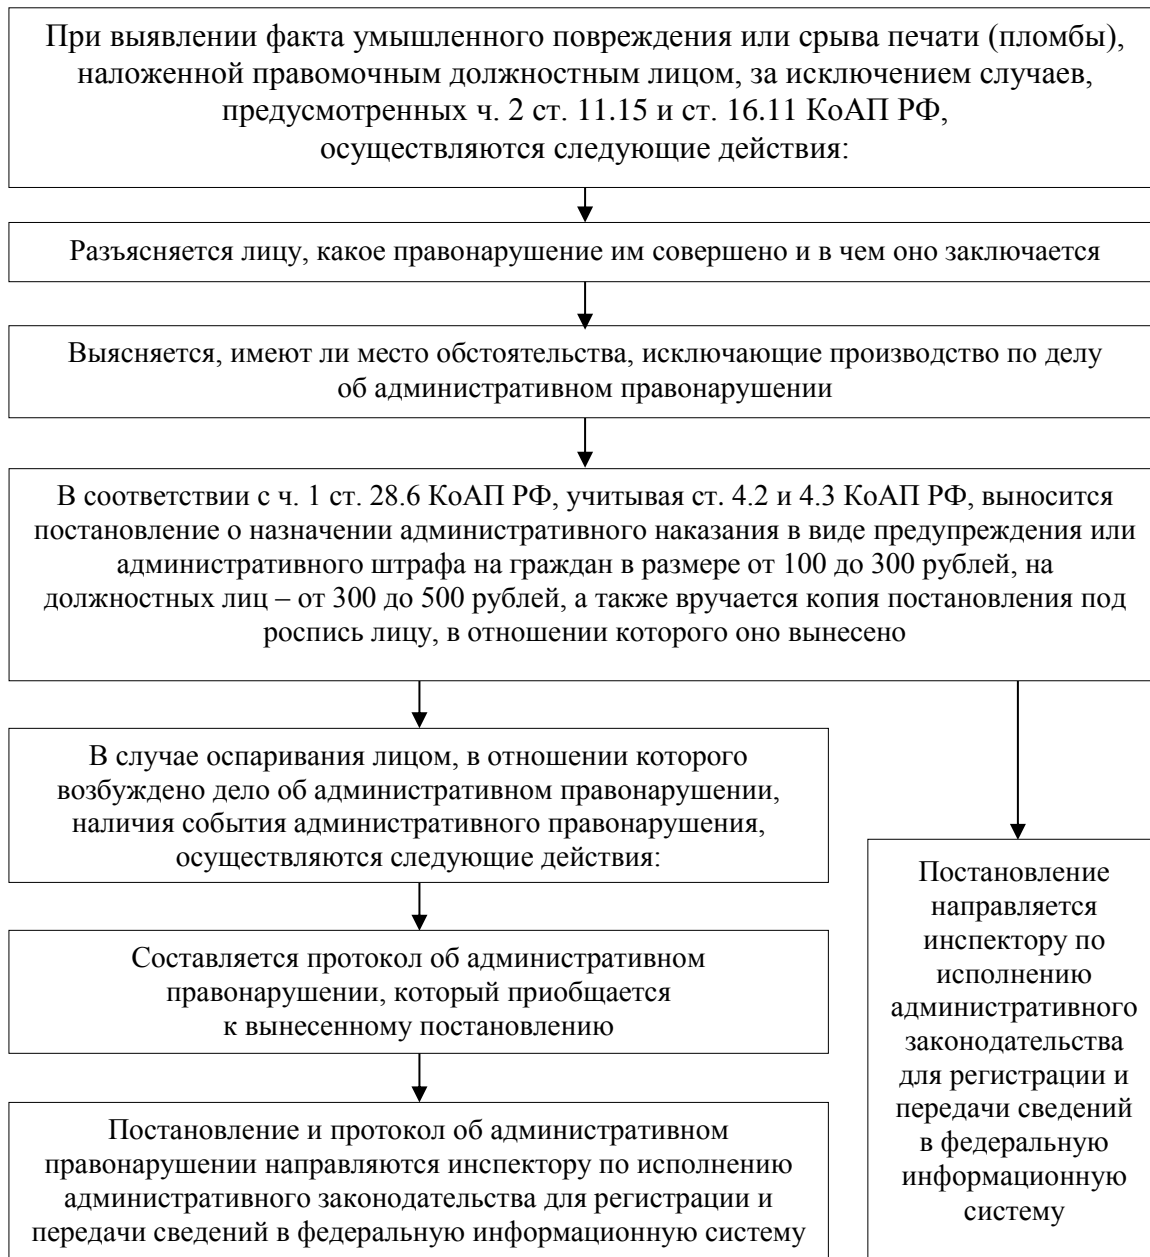 При выявлении факта умышленного повреждения или срыва печати (пломбы),
наложенной правомочным должностным лицом, за исключением случаев,
предусмотренных ч. 2 ст. 11.15 и ст. 16.11 КоАП РФ,
осуществляются следующие действия:
Разъясняется лицу, какое правонарушение им совершено и в чем оно заключается
Выясняется, имеют ли место обстоятельства, исключающие производство по делу
об административном правонарушении
В соответствии с ч. 1 ст. 28.6 КоАП РФ, учитывая ст. 4.2 и 4.3 КоАП РФ, выносится
постановление о назначении административного наказания в виде предупреждения или
административного штрафа на граждан в размере от 100 до 300 рублей, на
должностных лиц – от 300 до 500 рублей, а также вручается копия постановления под
роспись лицу, в отношении которого оно вынесено
В случае оспаривания лицом, в отношении которого
возбуждено дело об административном правонарушении,
наличия события административного правонарушения,
осуществляются следующие действия:
Составляется протокол об административном
правонарушении, который приобщается
к вынесенному постановлению
Постановление и протокол об административном
правонарушении направляются инспектору по исполнению
административного законодательства для регистрации и
передачи сведений в федеральную информационную систему
Постановление
направляется
инспектору по
исполнению
административного
законодательства
для регистрации и
передачи сведений
в федеральную
информационную
систему